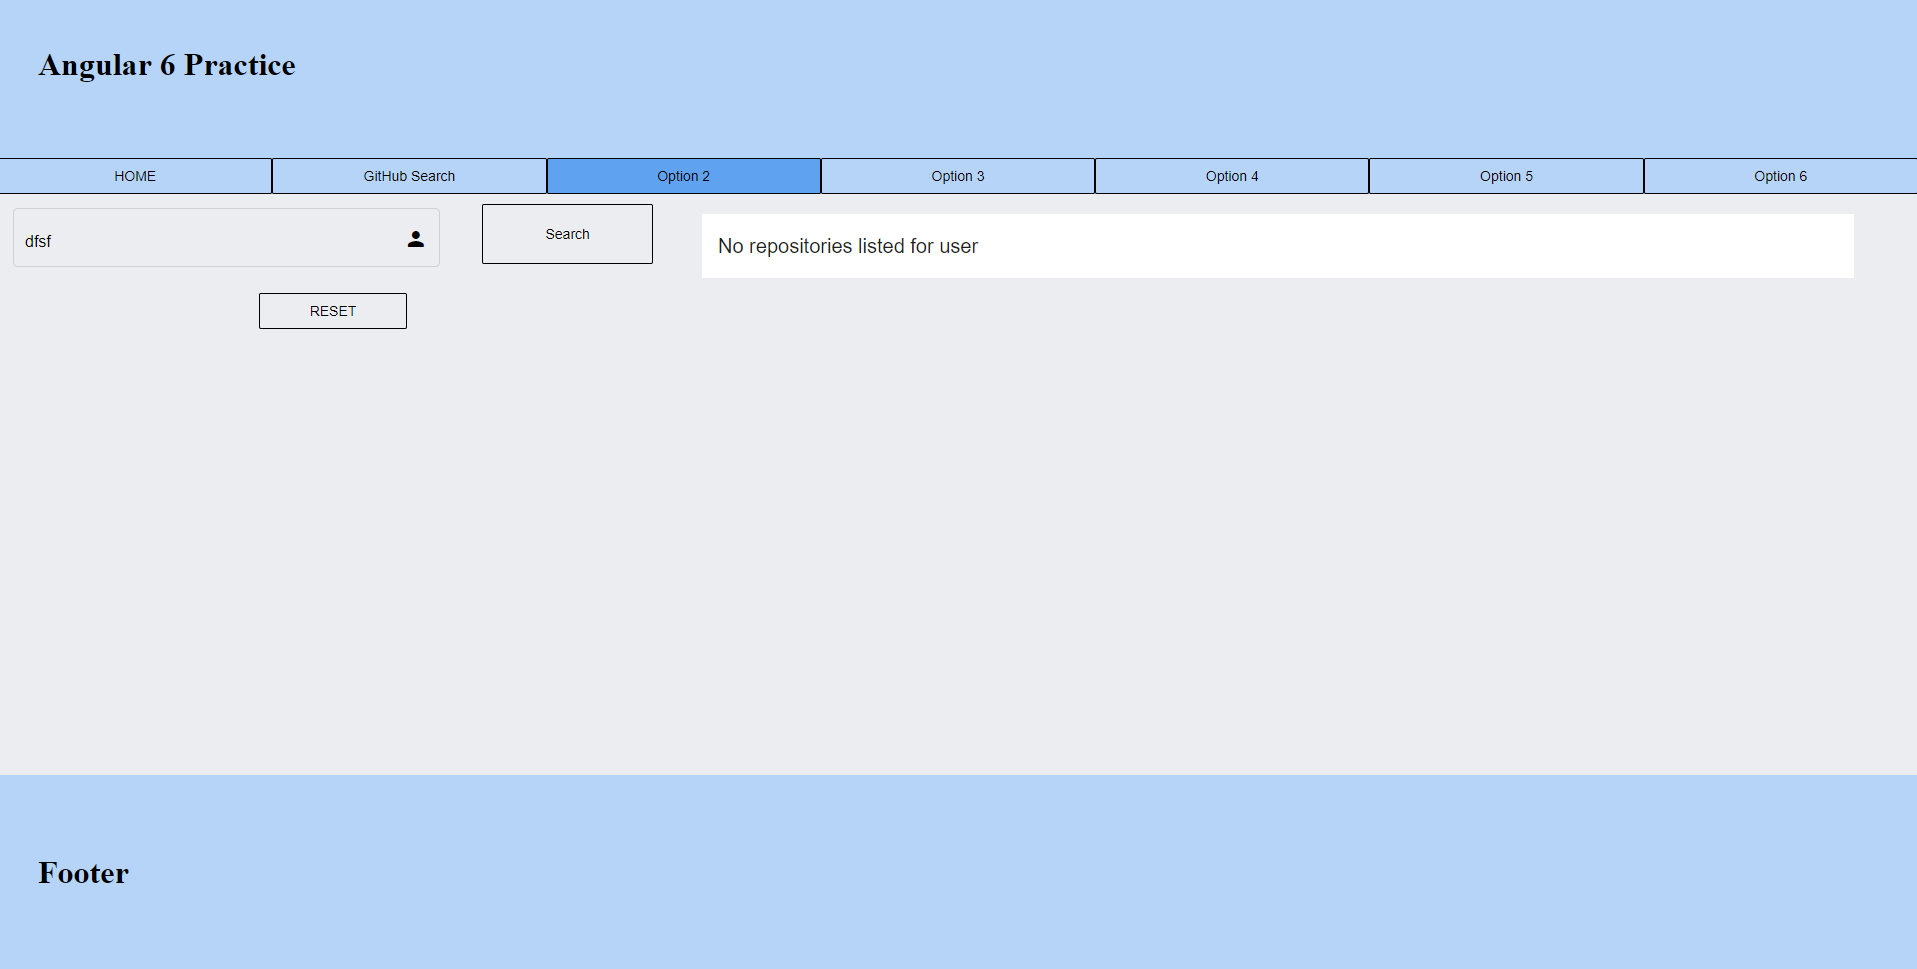 Angular 6 Practice
HOME GitHub Search Option 2 Option 3 Option 4 Option 5 Option 6
dfsf Search No repositories listed for user
RESET
Footer